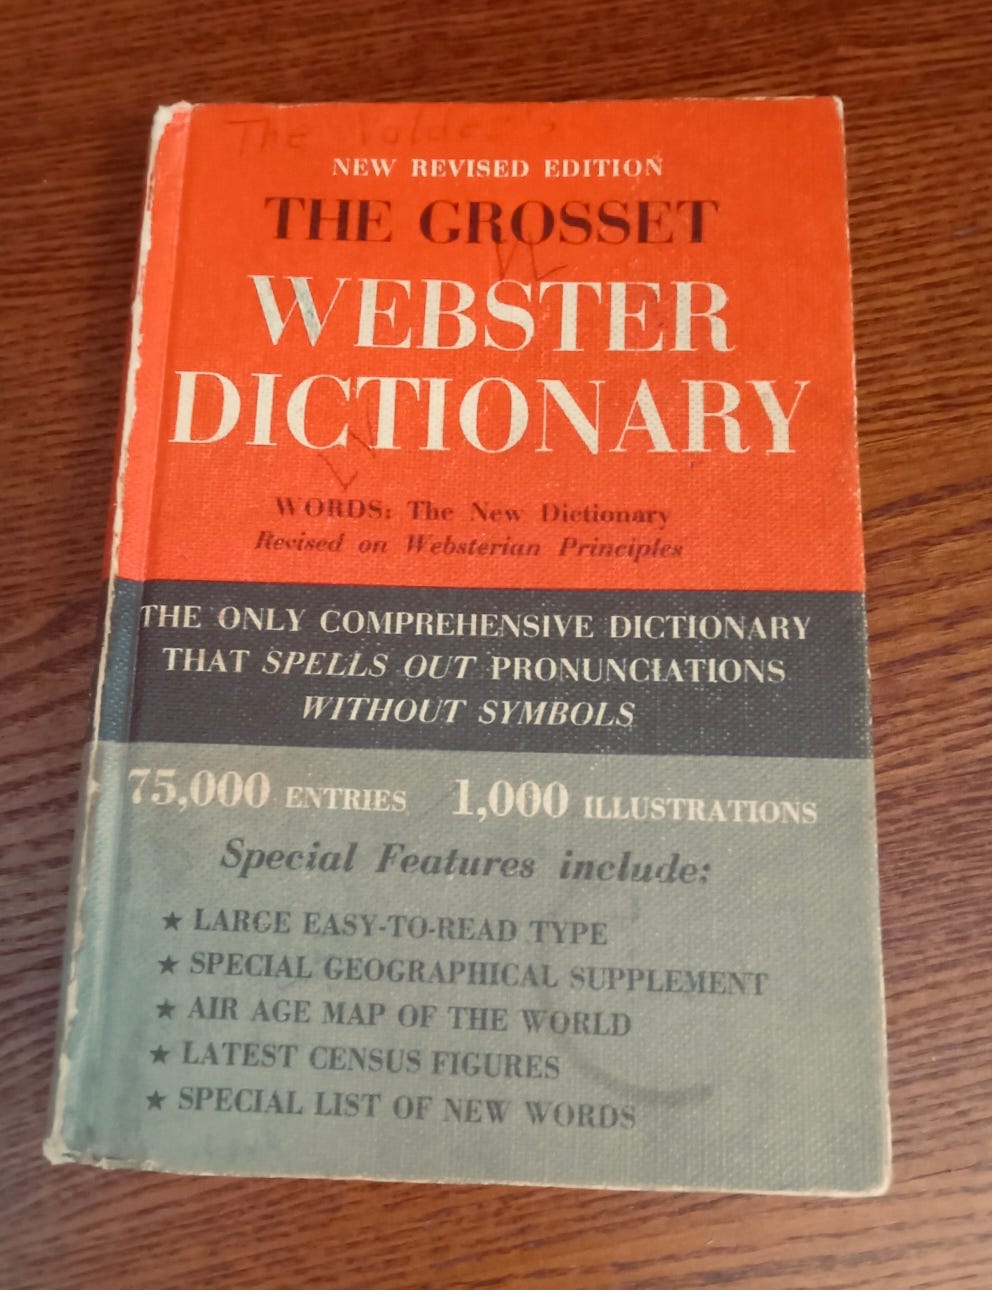 The
NEW REVISED EDITION
THE GROSSET
WEBSTER
DICTIONARY
WORDS: The New Dictionary
Revised on Websterian Principles
THE ONLY COMPREHENSIVE DICTIONARY
THAT SPELLS OUT PRONUNCIATIONS
WITHOUT SYMBOLS
75,000 ENTRIES 1,000 ILLUSTRATIONS
Special Features include:
★ LARGE EASY-TO-READ TYPE
★ SPECIAL GEOGRAPHICAL SUPPLEMENT
★ AIR AGE MAP OF THE WORLD
★ LATEST CENSUS FIGURES
★ SPECIAL LIST OF NEW WORDS